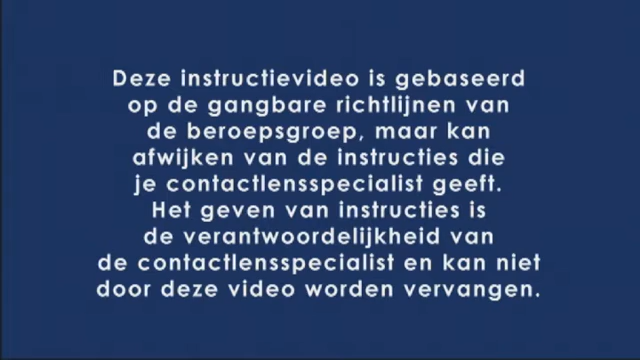 Deze instructievideo is gebaseerd
op de gangbare richtlijnen van
de beroepsgroep, maar kan
afwijken van de instructies die
je contactlensspecialist geeft.
Het geven van instructies is
de verantwoordelijkheid van
de contactlensspecialist en kan niet
door deze video worden vervangen.